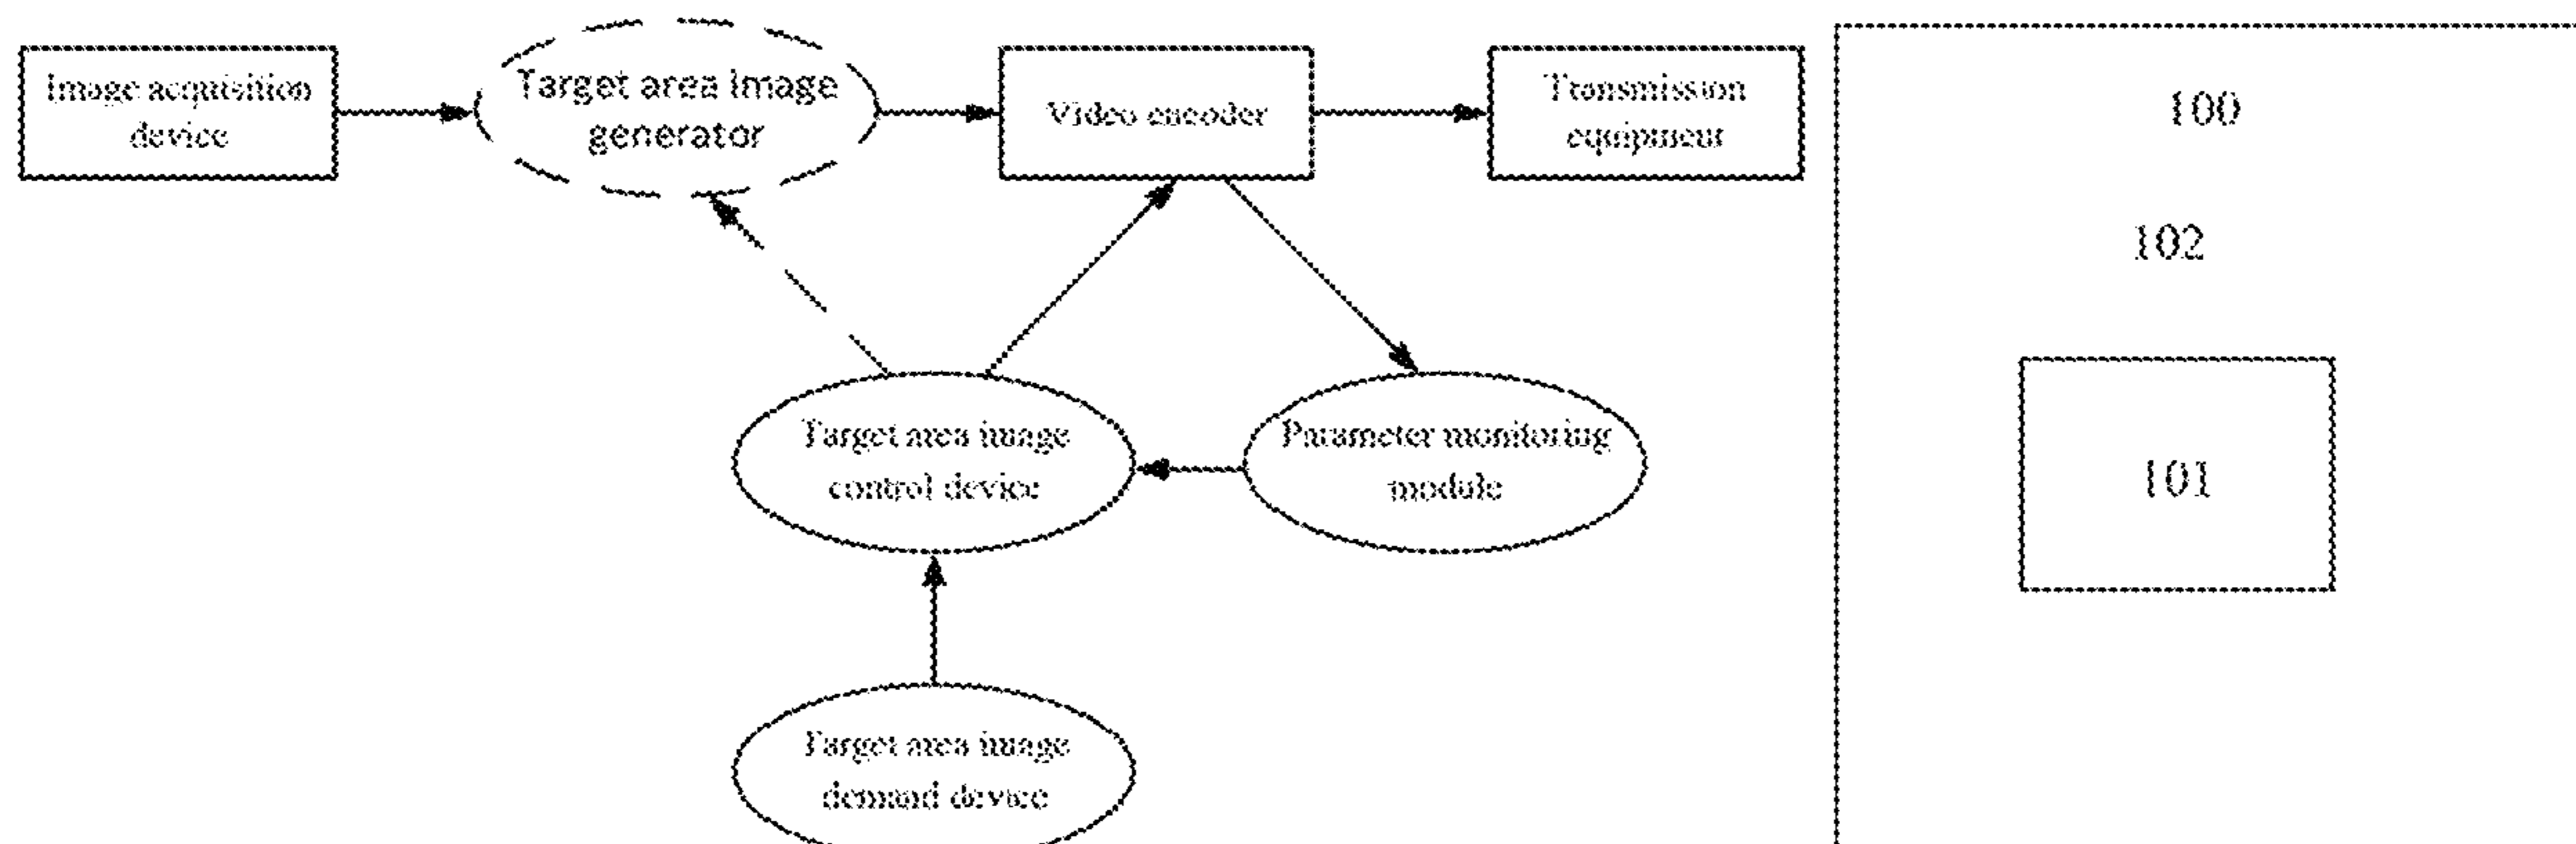 Image acquisition
device
Target area image
generator
Video encoder
Transmission
equipment
Target area image
control device
Parameter monitoring
module
Target area image
demand device
100
102
101